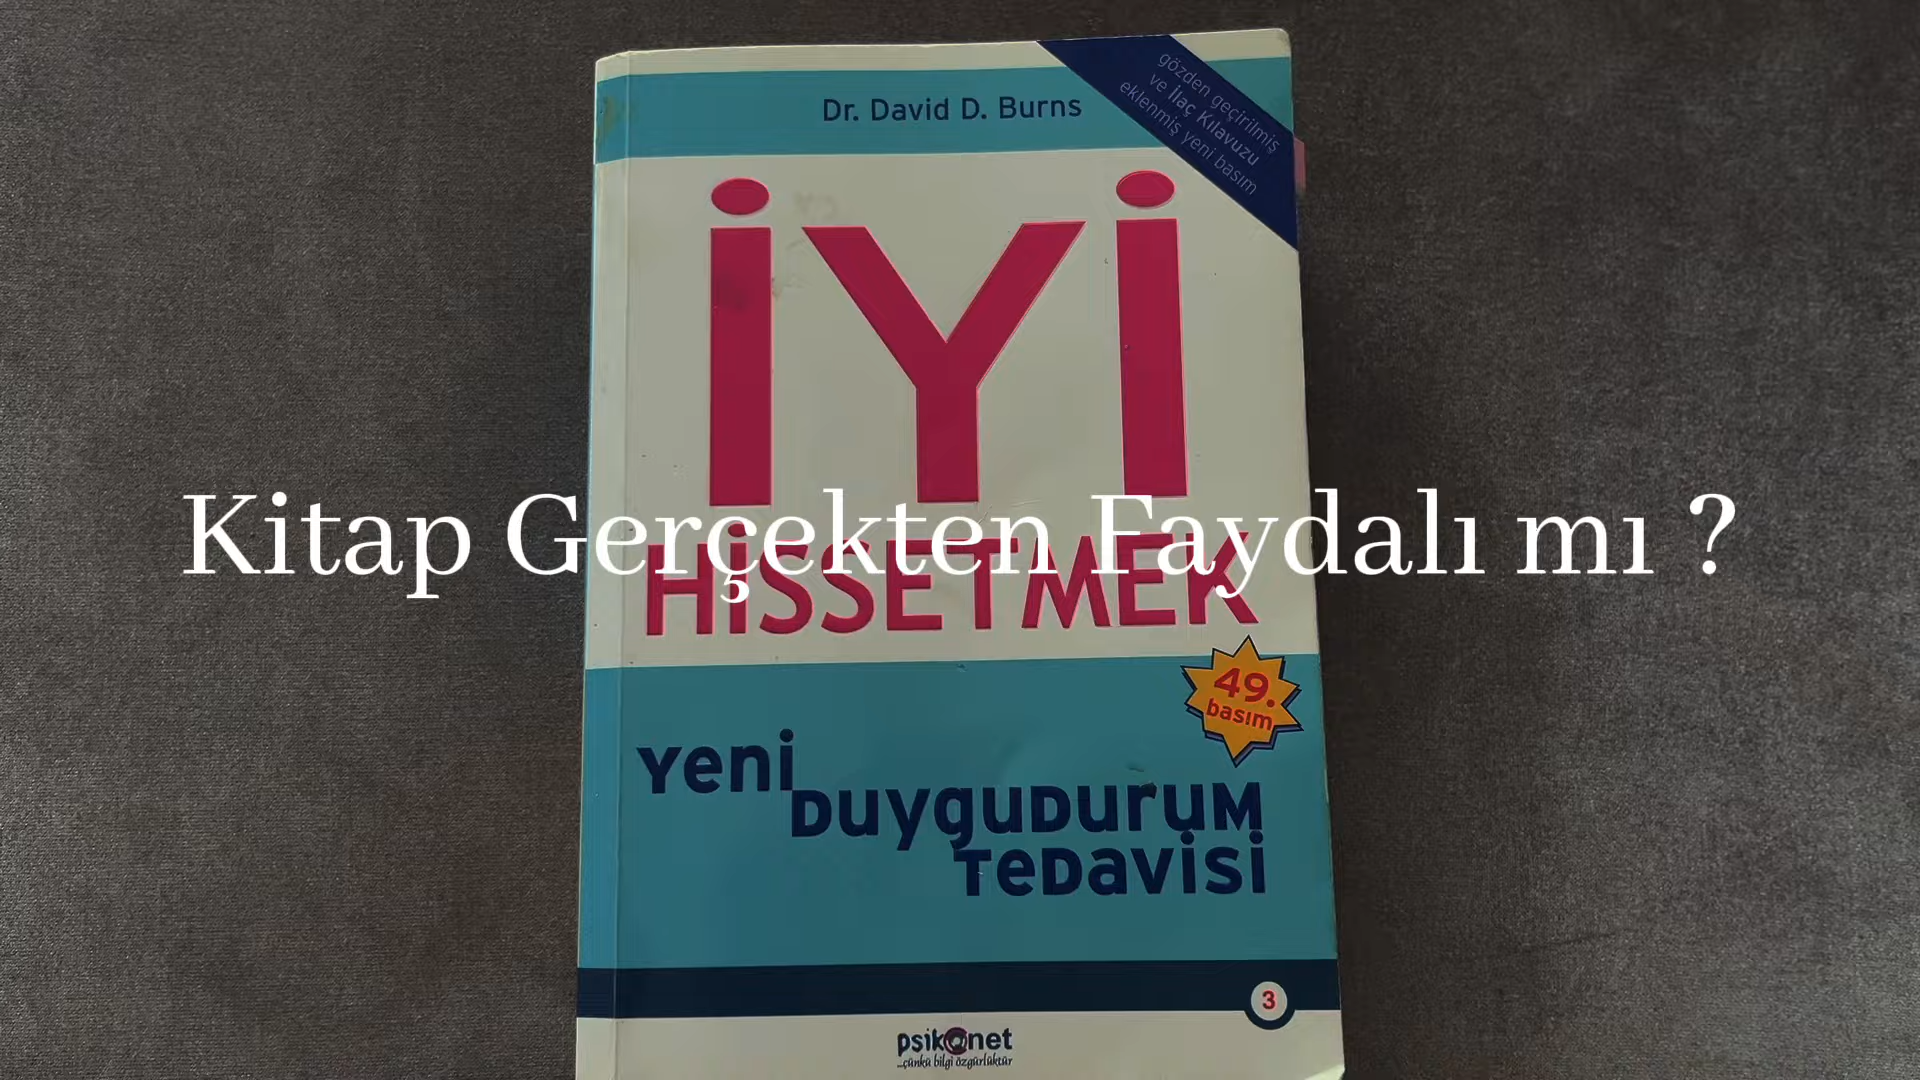 Dr. David D. Burns
gözden geçirilmiş
ve İlaç Kılavuzu
eklenmiş yeni basım
İYİ
Kitap Gerçekten Faydalı mı ?
HİSSETMEK
49.
basım
Yeni
DuyguDurum
Tedavisi
3
psikonet
...çünkü bilgi özgürlüktür